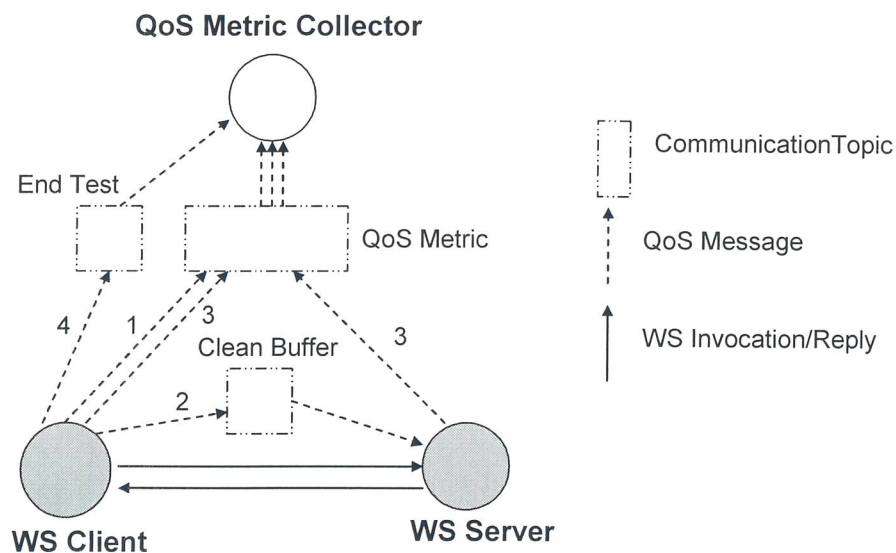 QoS Metric Collector
CommunicationTopic
End Test
QoS Metric
QoS Message
4
1
3
Clean Buffer
3
WS Invocation/Reply
2
WS Client
WS Server